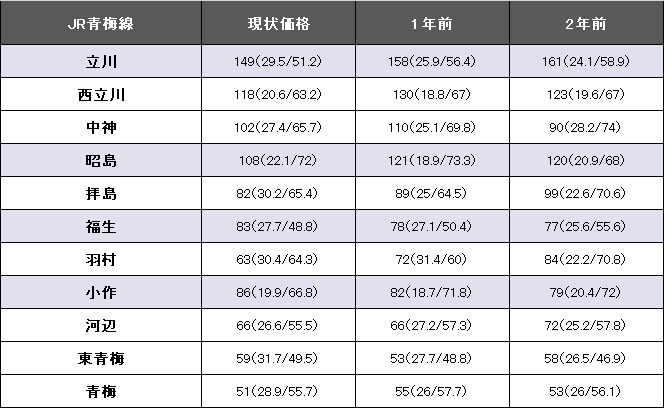 JR青梅線 現状価格 1年前 2年前
立川 149(29.5/51.2) 158(25.9/56.4) 161(24.1/58.9)
西立川 118(20.6/63.2) 130(18.8/67) 123(19.6/67)
中神 102(27.4/65.7) 110(25.1/69.8) 90(28.2/74)
昭島 108(22.1/72) 121(18.9/73.3) 120(20.9/68)
拝島 82(30.2/65.4) 89(25/64.5) 99(22.6/70.6)
福生 83(27.7/48.8) 78(27.1/50.4) 77(25.6/55.6)
羽村 63(30.4/64.3) 72(31.4/60) 84(22.2/70.8)
小作 86(19.9/66.8) 82(18.7/71.8) 79(20.4/72)
河辺 66(26.6/55.5) 66(27.2/57.3) 72(25.2/57.8)
東青梅 59(31.7/49.5) 53(27.7/48.8) 58(26.5/46.9)
青梅 51(28.9/55.7) 55(26/57.7) 53(26/56.1)